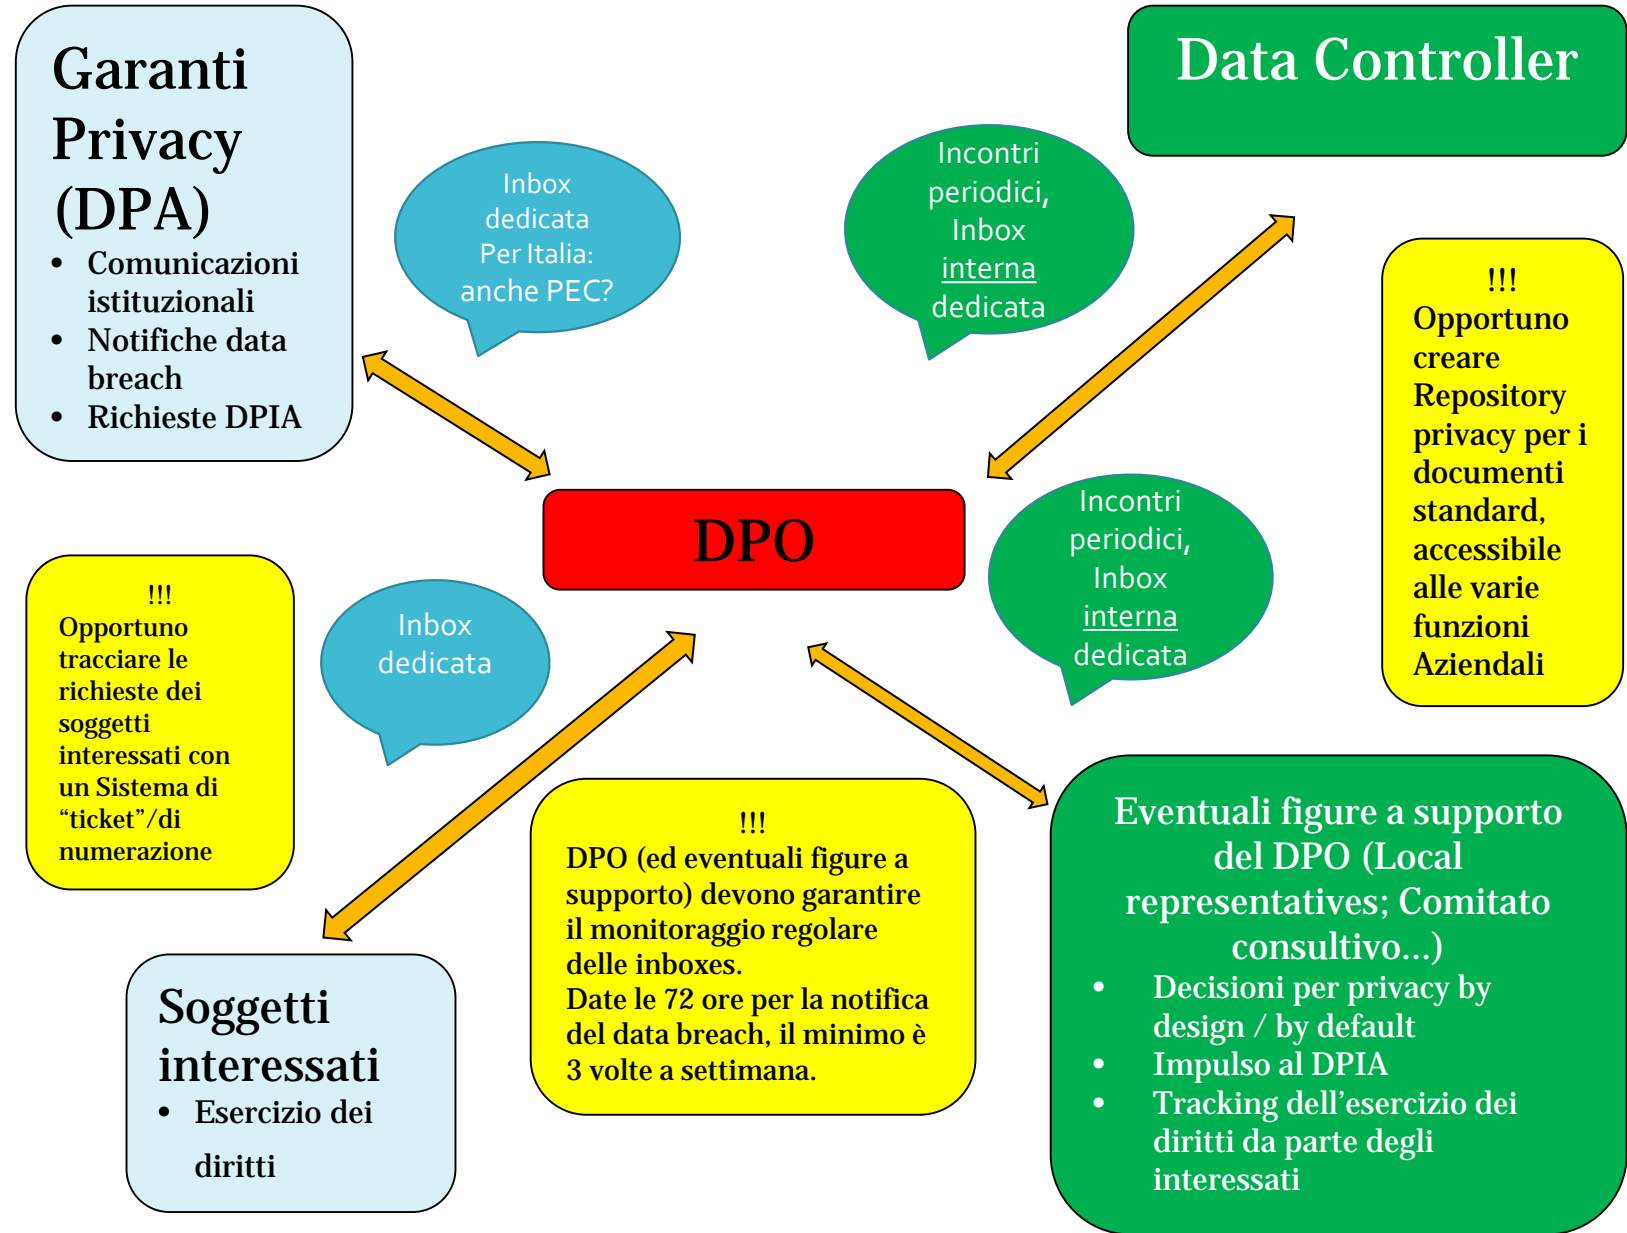 Garanti
Privacy
(DPA)
• Comunicazioni
istituzionali
• Notifiche data
breach
• Richieste DPIA
Inbox
dedicata
Per Italia:
anche PEC?
Incontri
periodici,
Inbox
interna
dedicata
Data Controller
!!!
Opportuno
creare
Repository
privacy per i
documenti
standard,
accessibile
alle varie
funzioni
Aziendali
DPO
Incontri
periodici,
Inbox
interna
dedicata
!!!
Opportuno
tracciare le
richieste dei
soggetti
interessati con
un Sistema di
“ticket”/di
numerazione
Inbox
dedicata
!!!
DPO (ed eventuali figure a
supporto) devono garantire
il monitoraggio regolare
delle inboxes.
Date le 72 ore per la notifica
del data breach, il minimo è
3 volte a settimana.
Soggetti
interessati
• Esercizio dei
diritti
Eventuali figure a supporto
del DPO (Local
representatives; Comitato
consultivo…)
• Decisioni per privacy by
design / by default
• Impulso al DPIA
• Tracking dell’esercizio dei
diritti da parte degli
interessati